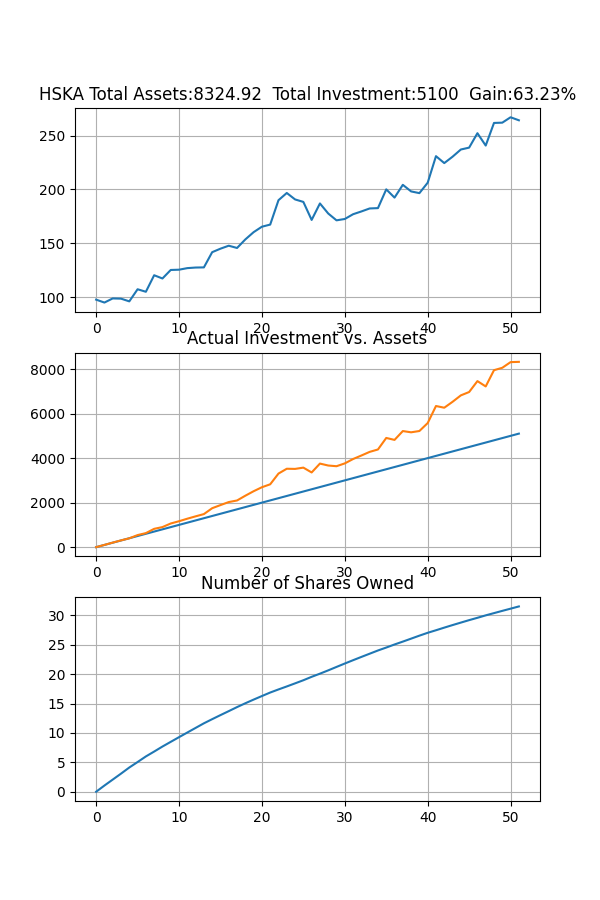 HSKA Total Assets:8324.92  Total Investment:5100  Gain:63.23%
250
200
150
100
0 10 20 30 40 50
Actual Investment vs. Assets
8000
6000
4000
2000
0
0 10 20 30 40 50
Number of Shares Owned
30
25
20
15
10
5
0
0 10 20 30 40 50